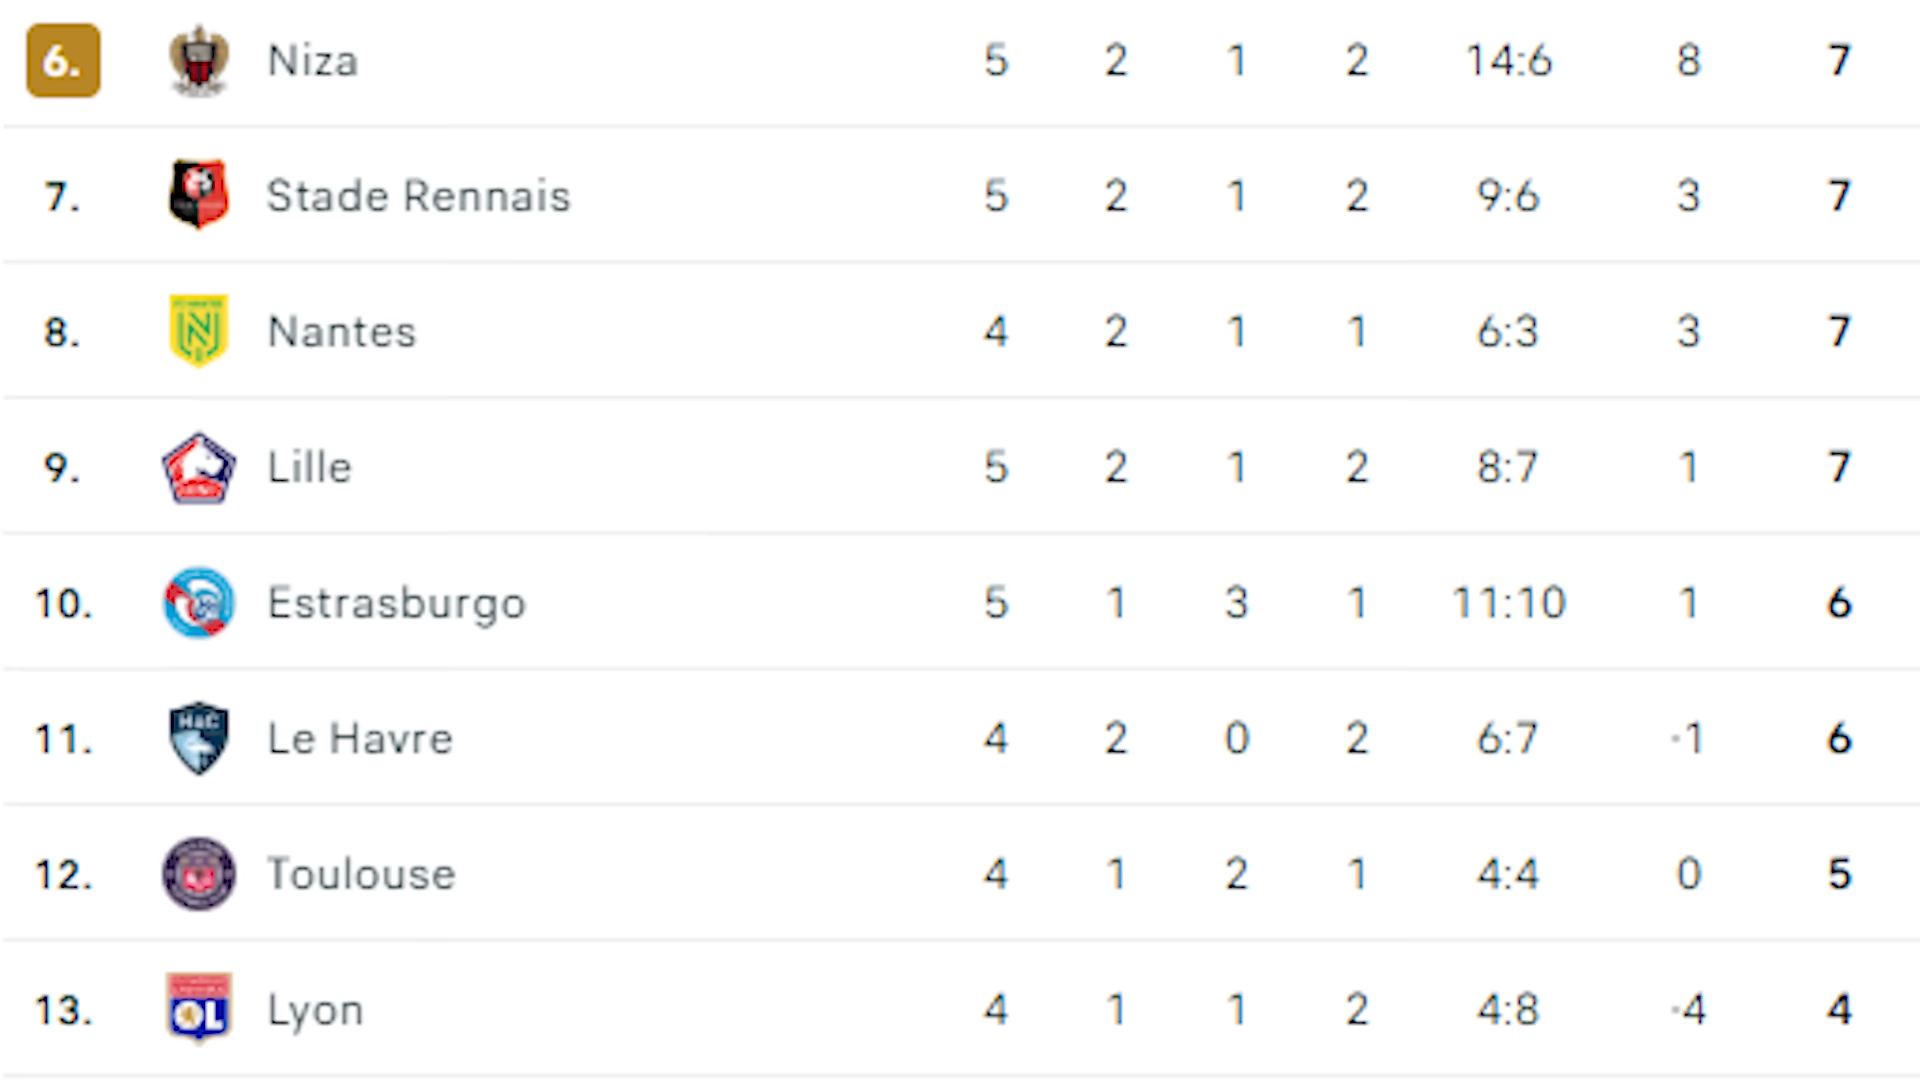 6. Niza 5 2 1 2 14:6 8 7
7. Stade Rennais 5 2 1 2 9:6 3 7
8. Nantes 4 2 1 1 6:3 3 7
9. Lille 5 2 1 2 8:7 1 7
10. Estrasburgo 5 1 3 1 11:10 1 6
11. HAC Le Havre 4 2 0 2 6:7 -1 6
12. Toulouse 4 1 2 1 4:4 0 5
13. OL Lyon 4 1 1 2 4:8 -4 4